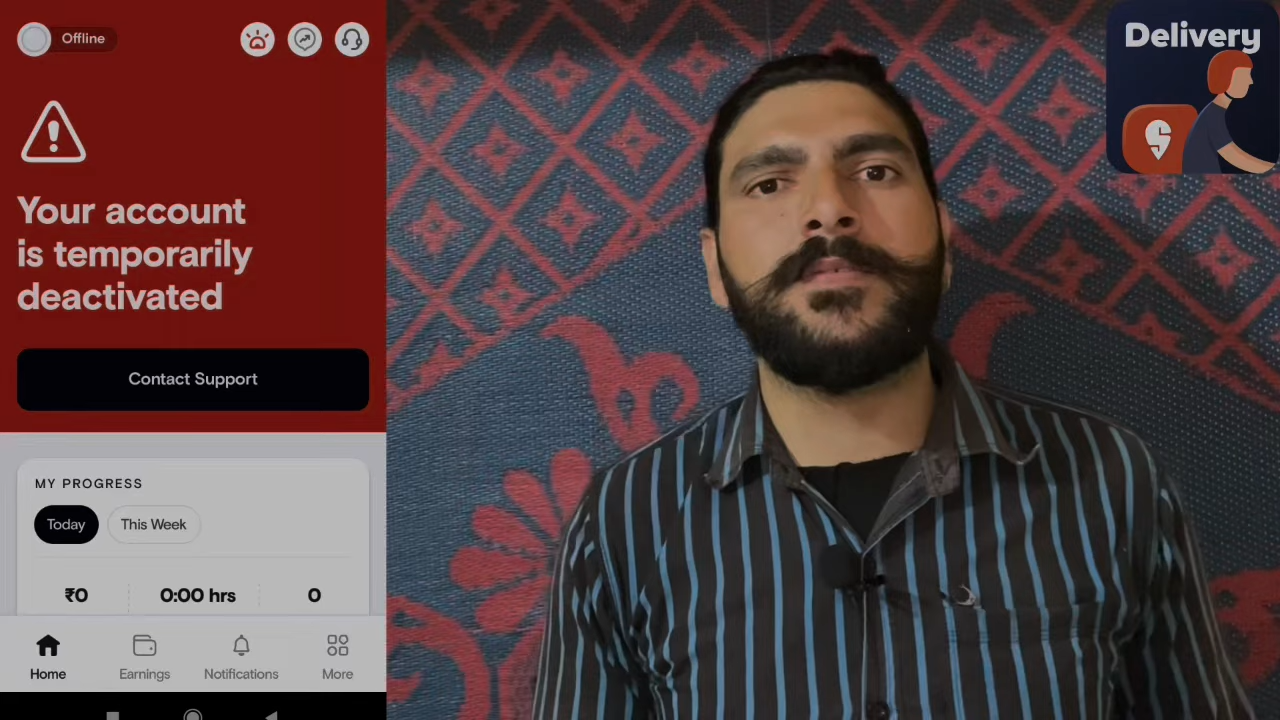 Offline
Your account
is temporarily
deactivated
Contact Support
MY PROGRESS
Today
This Week
₹0
0:00 hrs
0
Home
Earnings
Notifications
More
Delivery